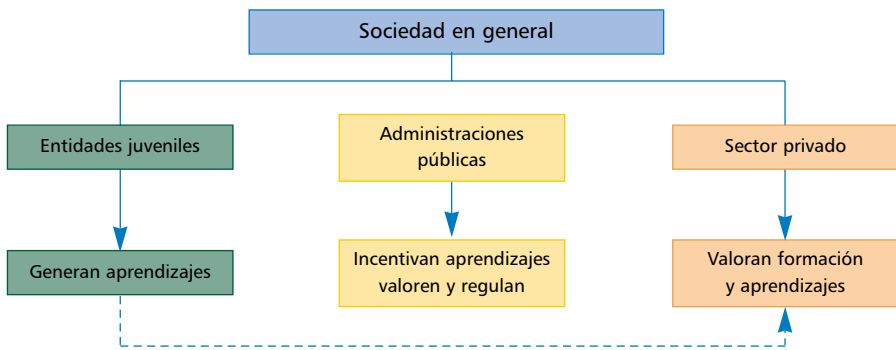 Sociedad en general
Entidades juveniles
Administraciones
públicas
Sector privado
Generan aprendizajes
Incentivan aprendizajes
valoren y regulan
Valoran formación
y aprendizajes